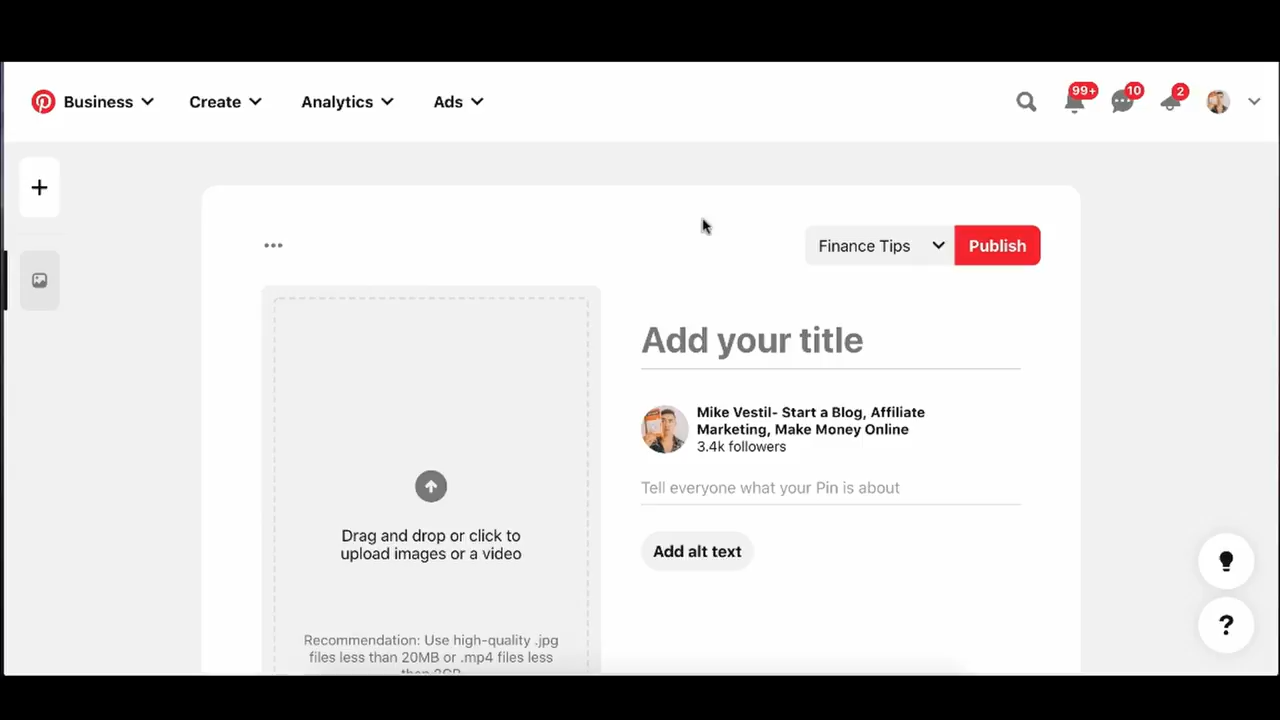 Business
Create
Analytics
Ads
99+
10
2
Finance Tips
Publish
Add your title
Mike Vestil- Start a Blog, Affiliate
Marketing, Make Money Online
3.4k followers
Tell everyone what your Pin is about
Add alt text
Drag and drop or click to
upload images or a video
Recommendation: Use high-quality .jpg
files less than 20MB or .mp4 files less
than 2GB
?